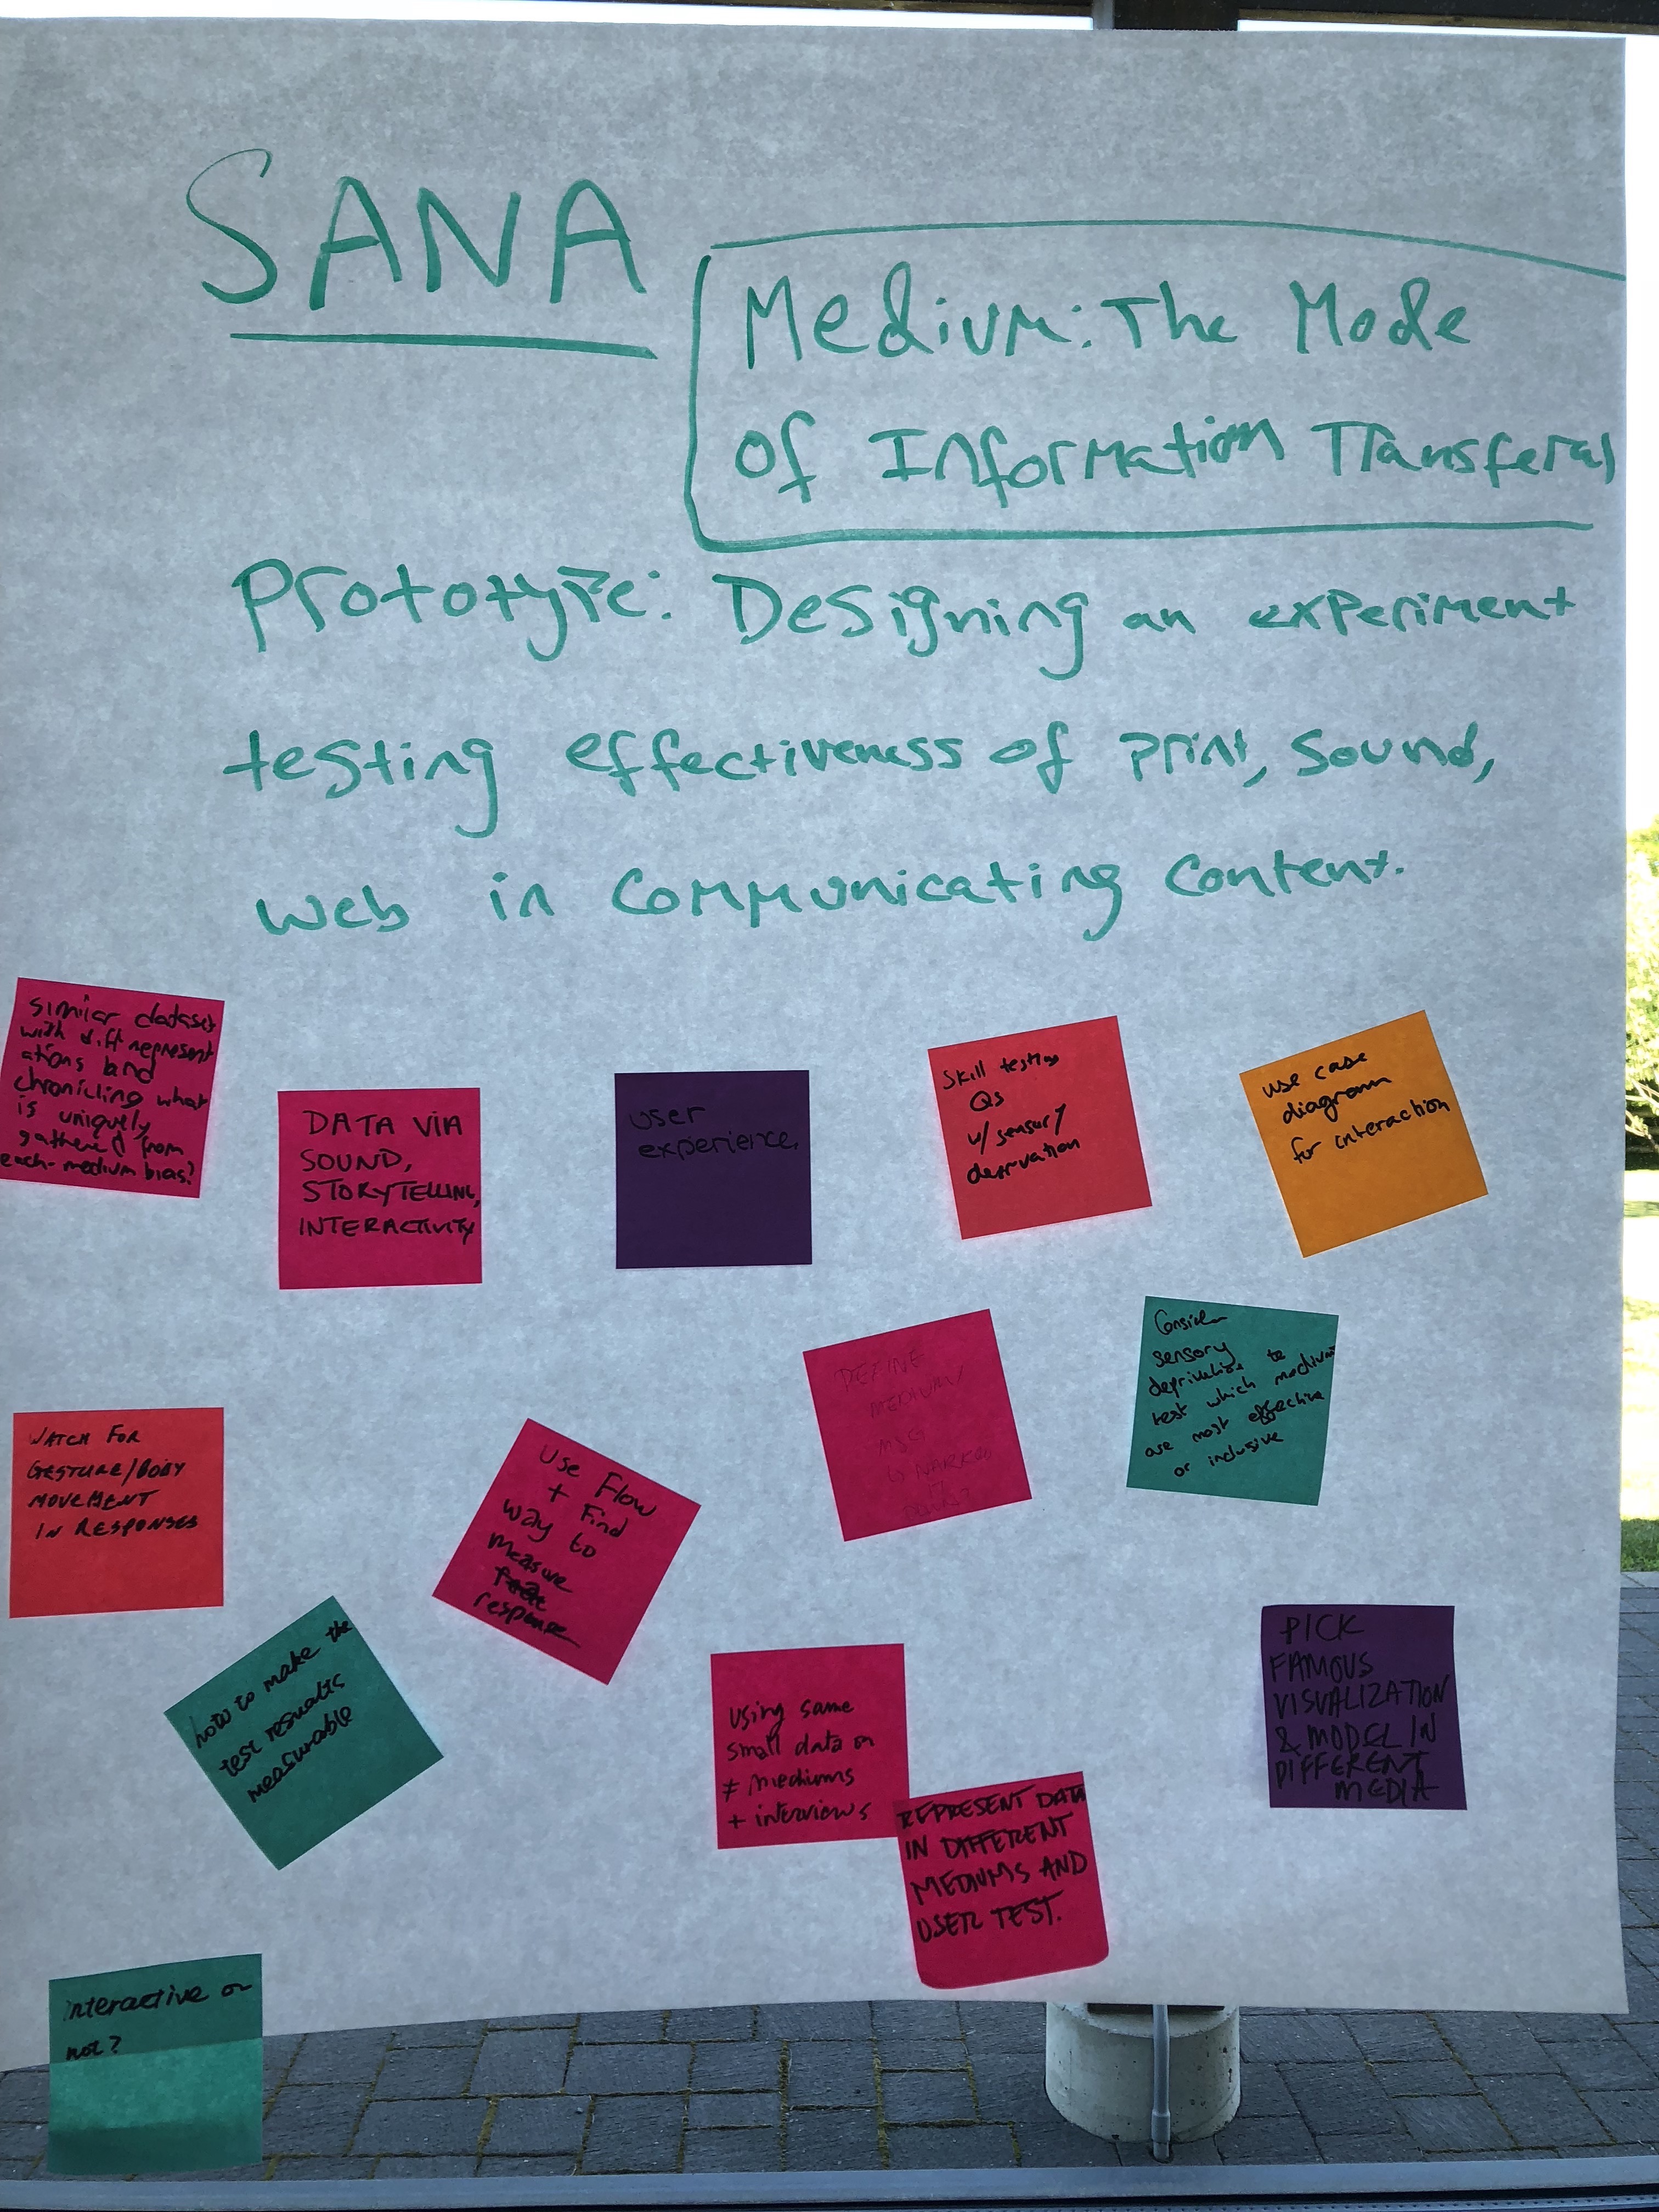 SANA
Medium: The Mode
of Information Transferal
Prototype: Designing an experiment
testing effectiveness of print, sound,
web in communicating content.
similar dataset
with diff represent
ations and
chronicling what
is uniquely
gathered from
each-medium bias?
DATA VIA
SOUND,
STORYTELLING,
INTERACTIVITY
user
experience.
Skill testing
Qs
w/ sensory
deprivation
use case
diagram
for interaction
WATCH FOR
GESTURE/BODY
MOVEMENT
IN RESPONSES
Use Flow
+ Find
way to
measure
response
DEFINE
MEDIUM/
MSG
Consider
sensory
deprivation to
test which mediums
are most effective
or inclusive
how to make the
test resualts
measurable
Using same
small data on
≠ mediums
+ interviews
REPRESENT DATA
IN DIFFERENT
MEDIUMS AND
USER TEST.
PICK
FAMOUS
VISUALIZATION
& MODEL IN
DIFFERENT
MEDIA
interactive or
not?